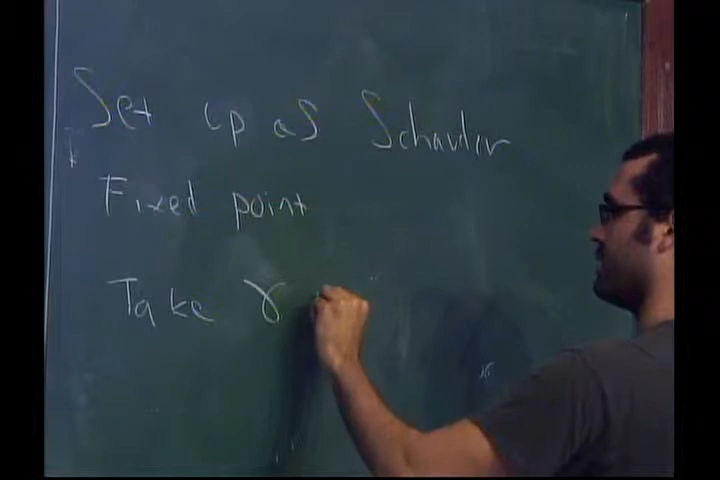 Set up as Schauder
Fixed point
Take γ